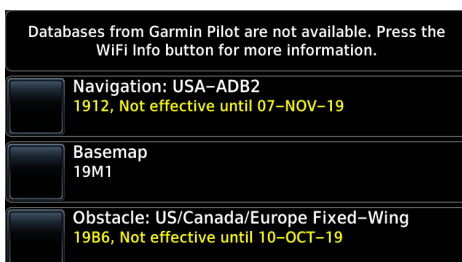 Databases from Garmin Pilot are not available. Press the
WiFi Info button for more information.
Navigation: USA-ADB2
1912, Not effective until 07-NOV-19
Basemap
19M1
Obstacle: US/Canada/Europe Fixed-Wing
19B6, Not effective until 10-OCT-19